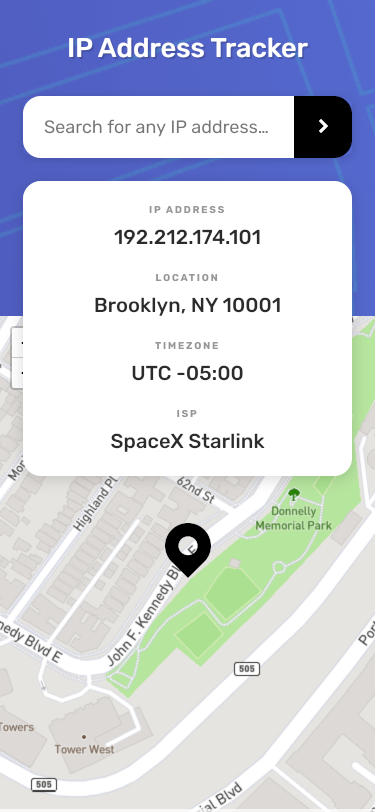 IP Address Tracker
Search for any IP address…
IP ADDRESS
192.212.174.101
LOCATION
Brooklyn, NY 10001
TIMEZONE
UTC -05:00
ISP
SpaceX Starlink
Highland Pl
62nd St
Donnelly
Memorial Park
John F. Kennedy Blvd E
nedy Blvd E
505
Towers
Tower West
505
ial Blvd